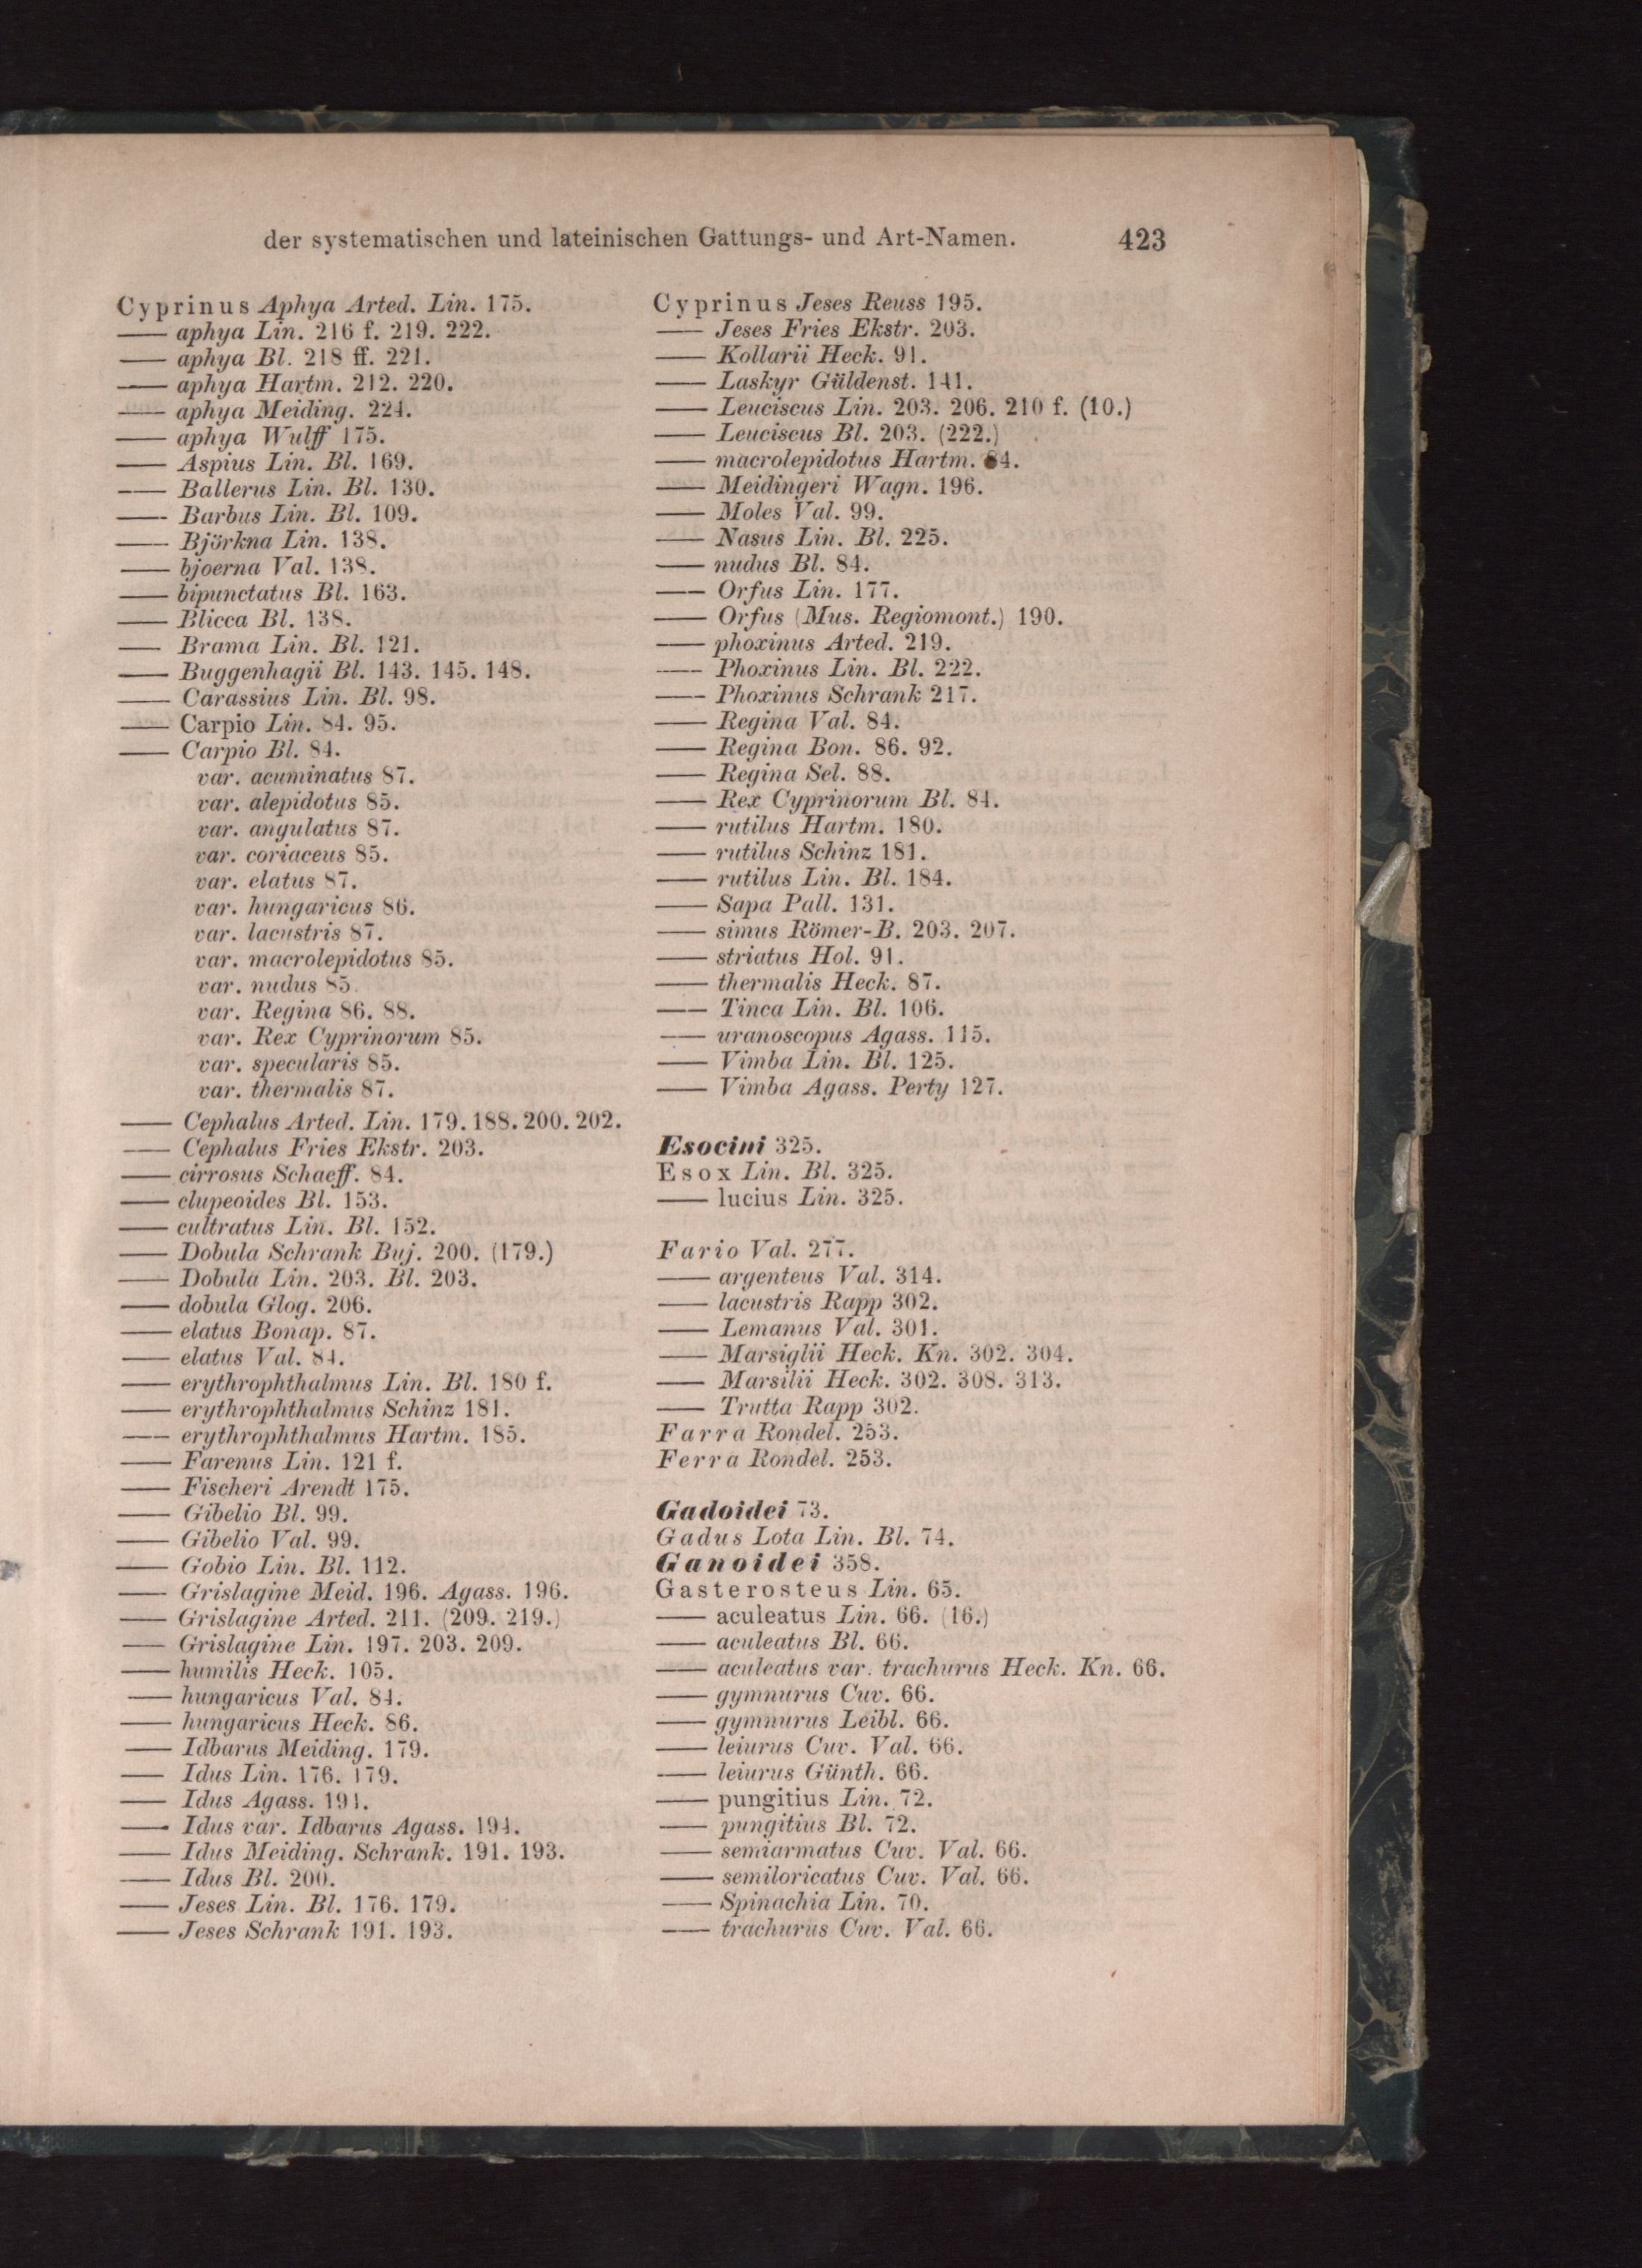 der systematischen und lateinischen Gattungs- und Art-Namen. 423
Cyprinus Aphya Arted. Lin. 175.
—— aphya Lin. 216 f. 219. 222.
—— aphya Bl. 218 ff. 221.
—— aphya Hartm. 212. 220.
—— aphya Meiding. 224.
—— aphya Wulff 175.
—— Aspius Lin. Bl. 169.
—— Ballerus Lin. Bl. 130.
—— Barbus Lin. Bl. 109.
—— Björkna Lin. 138.
—— bjoerna Val. 138.
—— bipunctatus Bl. 163.
—— Blicca Bl. 138.
—— Brama Lin. Bl. 121.
—— Buggenhagii Bl. 143. 145. 148.
—— Carassius Lin. Bl. 98.
—— Carpio Lin. 84. 95.
—— Carpio Bl. 84.
var. acuminatus 87.
var. alepidotus 85.
var. angulatus 87.
var. coriaceus 85.
var. elatus 87.
var. hungaricus 86.
var. lacustris 87.
var. macrolepidotus 85.
var. nudus 85.
var. Regina 86. 88.
var. Rex Cyprinorum 85.
var. specularis 85.
var. thermalis 87.
—— Cephalus Arted. Lin. 179. 188. 200. 202.
—— Cephalus Fries Ekstr. 203.
—— cirrosus Schaeff. 84.
—— clupeoides Bl. 153.
—— cultratus Lin. Bl. 152.
—— Dobula Schrank Buj. 200. (179.)
—— Dobula Lin. 203. Bl. 203.
—— dobula Glog. 206.
—— elatus Bonap. 87.
—— elatus Val. 84.
—— erythrophthalmus Lin. Bl. 180 f.
—— erythrophthalmus Schinz 181.
—— erythrophthalmus Hartm. 185.
—— Farenus Lin. 121 f.
—— Fischeri Arendt 175.
—— Gibelio Bl. 99.
—— Gibelio Val. 99.
—— Gobio Lin. Bl. 112.
—— Grislagine Meid. 196. Agass. 196.
—— Grislagine Arted. 211. (209. 219.)
—— Grislagine Lin. 197. 203. 209.
—— humilis Heck. 105.
—— hungaricus Val. 84.
—— hungaricus Heck. 86.
—— Idbarus Meiding. 179.
—— Idus Lin. 176. 179.
—— Idus Agass. 194.
—— Idus var. Idbarus Agass. 194.
—— Idus Meiding. Schrank. 191. 193.
—— Idus Bl. 200.
—— Jeses Lin. Bl. 176. 179.
—— Jeses Schrank 191. 193.
Cyprinus Jeses Reuss 195.
—— Jeses Fries Ekstr. 203.
—— Kollarii Heck. 91.
—— Laskyr Güldenst. 141.
—— Leuciscus Lin. 203. 206. 210 f. (10.)
—— Leuciscus Bl. 203. (222.)
—— macrolepidotus Hartm. 84.
—— Meidingeri Wagn. 196.
—— Moles Val. 99.
—— Nasus Lin. Bl. 225.
—— nudus Bl. 84.
—— Orfus Lin. 177.
—— Orfus (Mus. Regiomont.) 190.
—— phoxinus Arted. 219.
—— Phoxinus Lin. Bl. 222.
—— Phoxinus Schrank 217.
—— Regina Val. 84.
—— Regina Bon. 86. 92.
—— Regina Sel. 88.
—— Rex Cyprinorum Bl. 84.
—— rutilus Hartm. 180.
—— rutilus Schinz 181.
—— rutilus Lin. Bl. 184.
—— Sapa Pall. 131.
—— simus Römer-B. 203. 207.
—— striatus Hol. 91.
—— thermalis Heck. 87.
—— Tinca Lin. Bl. 106.
—— uranoscopus Agass. 115.
—— Vimba Lin. Bl. 125.
—— Vimba Agass. Perty 127.
Esocini 325.
Esox Lin. Bl. 325.
—— lucius Lin. 325.
Fario Val. 277.
—— argenteus Val. 314.
—— lacustris Rapp 302.
—— Lemanus Val. 301.
—— Marsiglii Heck. Kn. 302. 304.
—— Marsilii Heck. 302. 308. 313.
—— Trutta Rapp 302.
Farra Rondel. 253.
Ferra Rondel. 253.
Gadoidei 73.
Gadus Lota Lin. Bl. 74.
Ganoidei 358.
Gasterosteus Lin. 65.
—— aculeatus Lin. 66. (16.)
—— aculeatus Bl. 66.
—— aculeatus var. trachurus Heck. Kn. 66.
—— gymnurus Cuv. 66.
—— gymnurus Leibl. 66.
—— leiurus Cuv. Val. 66.
—— leiurus Günth. 66.
—— pungitius Lin. 72.
—— pungitius Bl. 72.
—— semiarmatus Cuv. Val. 66.
—— semiloricatus Cuv. Val. 66.
—— Spinachia Lin. 70.
—— trachurus Cuv. Val. 66.